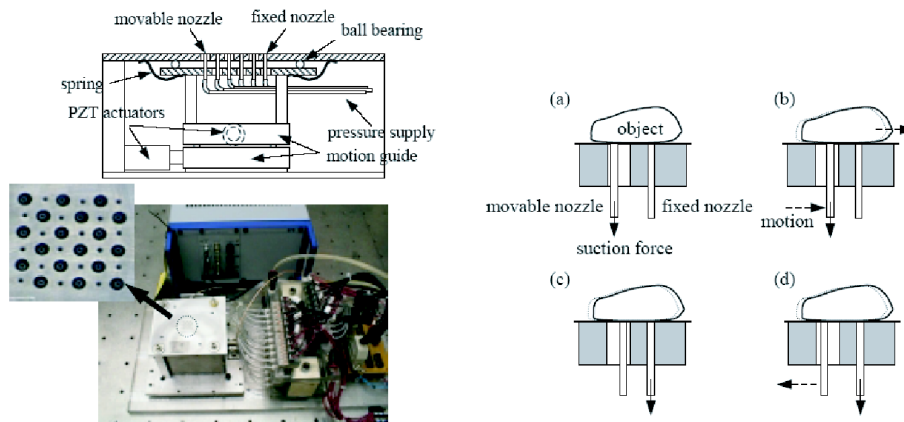 movable nozzle
fixed nozzle
ball bearing
spring
PZT actuators
pressure supply
motion guide
(a)
object
movable nozzle
fixed nozzle
suction force
(b)
motion
(c)
(d)